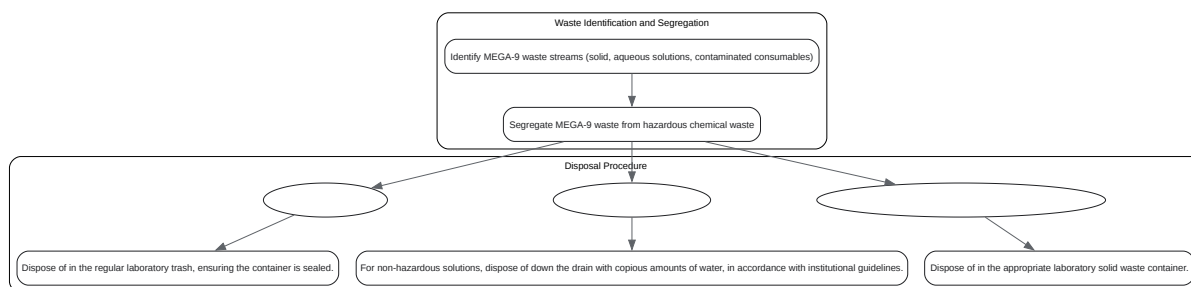 Waste Identification and Segregation
Identify MEGA-9 waste streams (solid, aqueous solutions, contaminated consumables)
Segregate MEGA-9 waste from hazardous chemical waste
Disposal Procedure
Dispose of in the regular laboratory trash, ensuring the container is sealed.
For non-hazardous solutions, dispose of down the drain with copious amounts of water, in accordance with institutional guidelines.
Dispose of in the appropriate laboratory solid waste container.